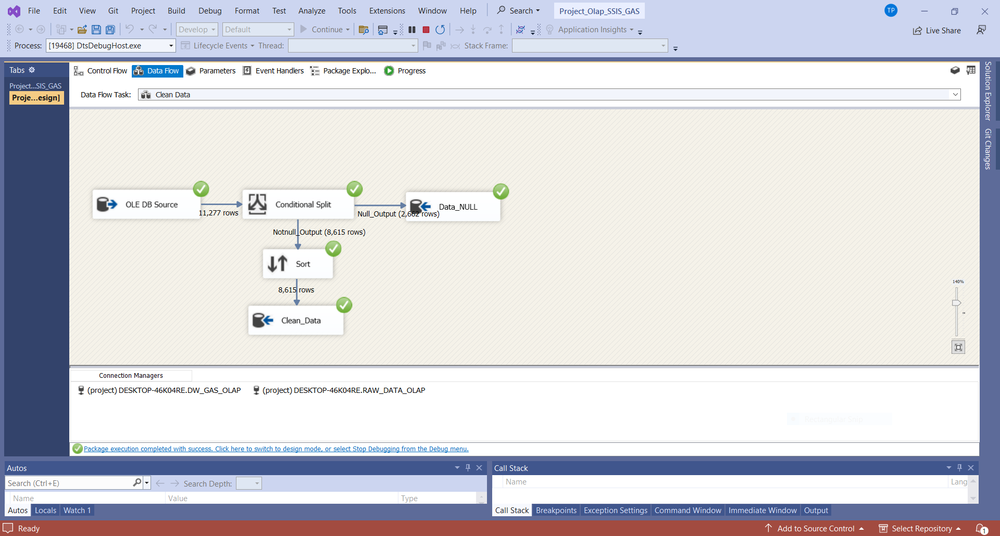 File Edit View Git Project Build Debug Format Test Analyze Tools Extensions Window Help Search Project_Olap_SSIS_GAS TP
Develop Default Continue Application Insights Live Share
Process: [19468] DtsDebugHost.exe Lifecycle Events Thread: Stack Frame:
Tabs
Project...SIS_GAS
Proje...esign]
Control Flow Data Flow Parameters Event Handlers Package Explo... Progress
Data Flow Task: Clean Data
Solution Explorer
Git Changes
OLE DB Source
11,277 rows
Conditional Split
Null_Output (2,662 rows)
Data_NULL
Notnull_Output (8,615 rows)
Sort
8,615 rows
Clean_Data
140%
Connection Managers
(project) DESKTOP-46K04RE.DW_GAS_OLAP (project) DESKTOP-46K04RE.RAW_DATA_OLAP
Rectangular Snip
Package execution completed with success. Click here to switch to design mode, or select Stop Debugging from the Debug menu.
Autos
Search (Ctrl+E) Search Depth:
Name Value Type
Autos Locals Watch 1
Call Stack
Name Lang
Call Stack Breakpoints Exception Settings Command Window Immediate Window Output
Ready Add to Source Control Select Repository 1